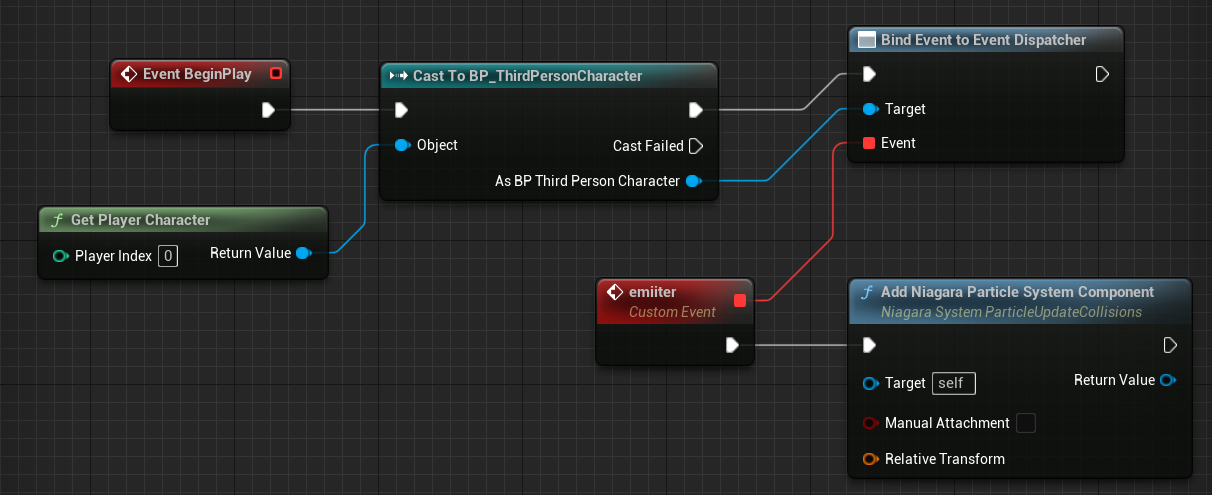 Event BeginPlay
Cast To BP_ThirdPersonCharacter
Object
Cast Failed
As BP Third Person Character
Bind Event to Event Dispatcher
Target
Event
f Get Player Character
Player Index 0
Return Value
emiiter
Custom Event
f Add Niagara Particle System Component
Niagara System ParticleUpdateCollisions
Target self
Return Value
Manual Attachment
Relative Transform